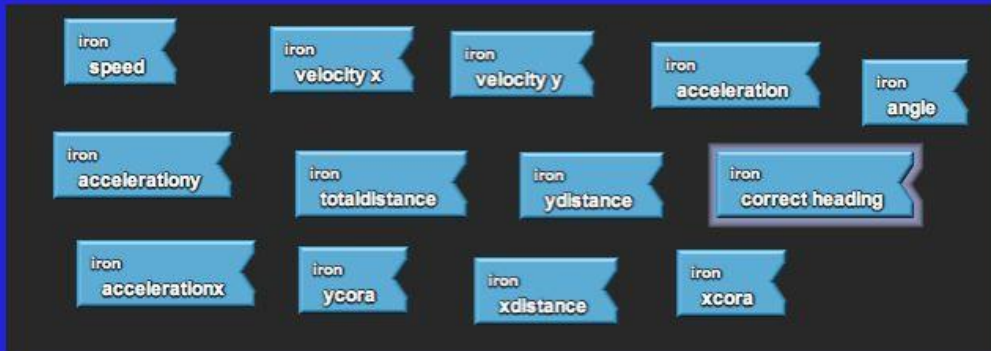 iron
speed
iron
velocity x
iron
velocity y
iron
acceleration
iron
angle
iron
accelerationy
iron
totaldistance
iron
ydistance
iron
correct heading
iron
accelerationx
iron
ycora
iron
xdistance
iron
xcora